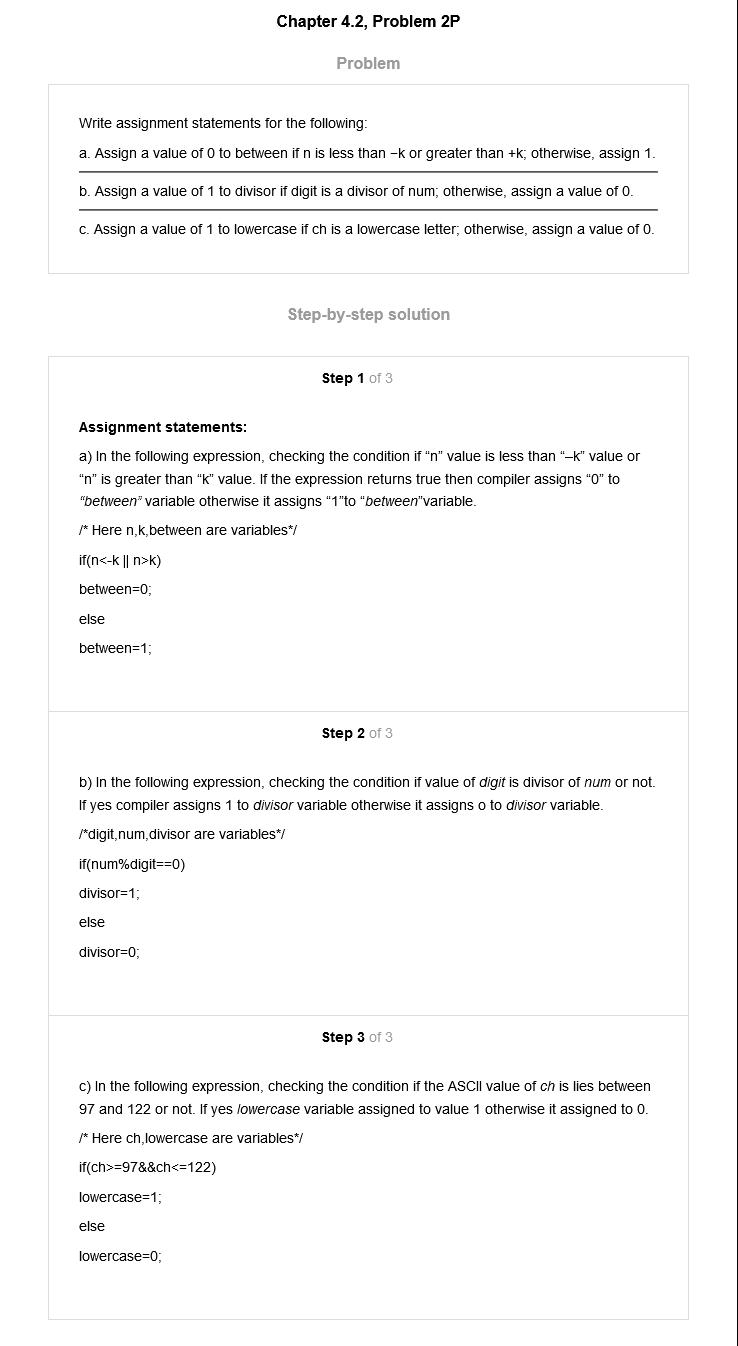 Chapter 4.2, Problem 2P
Problem
Write assignment statements for the following:
a. Assign a value of 0 to between if n is less than −k or greater than +k; otherwise, assign 1.
b. Assign a value of 1 to divisor if digit is a divisor of num; otherwise, assign a value of 0.
c. Assign a value of 1 to lowercase if ch is a lowercase letter; otherwise, assign a value of 0.
Step-by-step solution
Step 1 of 3
Assignment statements:
a) In the following expression, checking the condition if “n” value is less than “–k” value or
“n” is greater than “k” value. If the expression returns true then compiler assigns “0” to
“between” variable otherwise it assigns “1”to “between”variable.
/* Here n,k,between are variables*/
if(n<-k || n>k)
between=0;
else
between=1;
Step 2 of 3
b) In the following expression, checking the condition if value of digit is divisor of num or not.
If yes compiler assigns 1 to divisor variable otherwise it assigns o to divisor variable.
/*digit,num,divisor are variables*/
if(num%digit==0)
divisor=1;
else
divisor=0;
Step 3 of 3
c) In the following expression, checking the condition if the ASCII value of ch is lies between
97 and 122 or not. If yes lowercase variable assigned to value 1 otherwise it assigned to 0.
/* Here ch,lowercase are variables*/
if(ch>=97&&ch<=122)
lowercase=1;
else
lowercase=0;